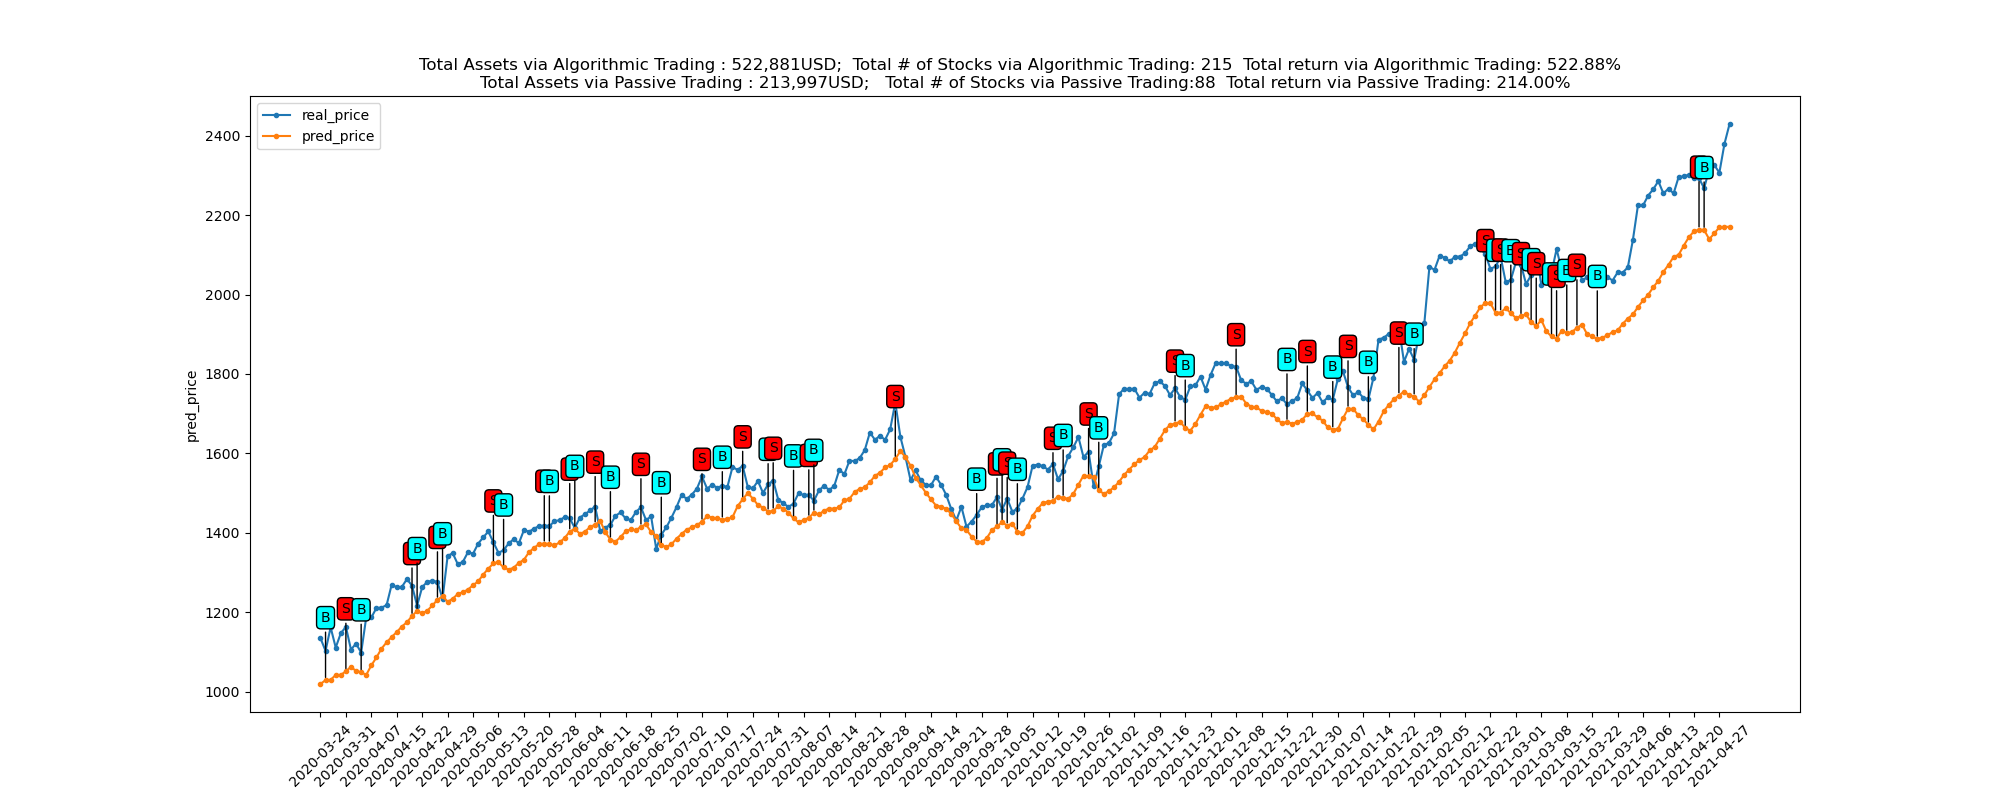 Total Assets via Algorithmic Trading : 522,881USD;  Total # of Stocks via Algorithmic Trading: 215  Total return via Algorithmic Trading: 522.88%
Total Assets via Passive Trading : 213,997USD;   Total # of Stocks via Passive Trading:88  Total return via Passive Trading: 214.00%
real_price
pred_price
2400
2200
2000
1800
1600
1400
1200
1000
pred_price
B
S
B
B
B
S
B
B
B
S
B
S
B
S
B
S
S
B
B
B
S
B
B
B
S
B
B
S
B
S
B
S
B
S
B
B
S
B
B
2020-03-24
2020-03-31
2020-04-07
2020-04-15
2020-04-22
2020-04-29
2020-05-06
2020-05-13
2020-05-20
2020-05-28
2020-06-04
2020-06-11
2020-06-18
2020-06-25
2020-07-02
2020-07-10
2020-07-17
2020-07-24
2020-07-31
2020-08-07
2020-08-14
2020-08-21
2020-08-28
2020-09-04
2020-09-14
2020-09-21
2020-09-28
2020-10-05
2020-10-12
2020-10-19
2020-10-26
2020-11-02
2020-11-09
2020-11-16
2020-11-23
2020-12-01
2020-12-08
2020-12-15
2020-12-22
2020-12-30
2021-01-07
2021-01-14
2021-01-22
2021-01-29
2021-02-05
2021-02-12
2021-02-22
2021-03-01
2021-03-08
2021-03-15
2021-03-22
2021-03-29
2021-04-06
2021-04-13
2021-04-20
2021-04-27